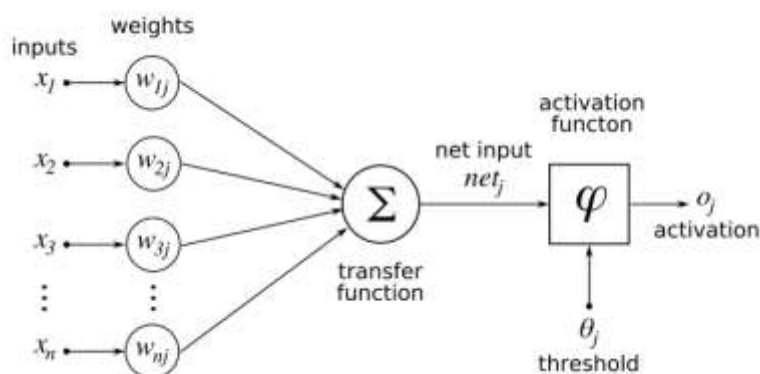 weights
inputs
x1
w1j
activation
functon
x2
w2j
net input
netj
Σ
φ
oj
activation
x3
w3j
transfer
function
⋮
⋮
θj
threshold
xn
wnj